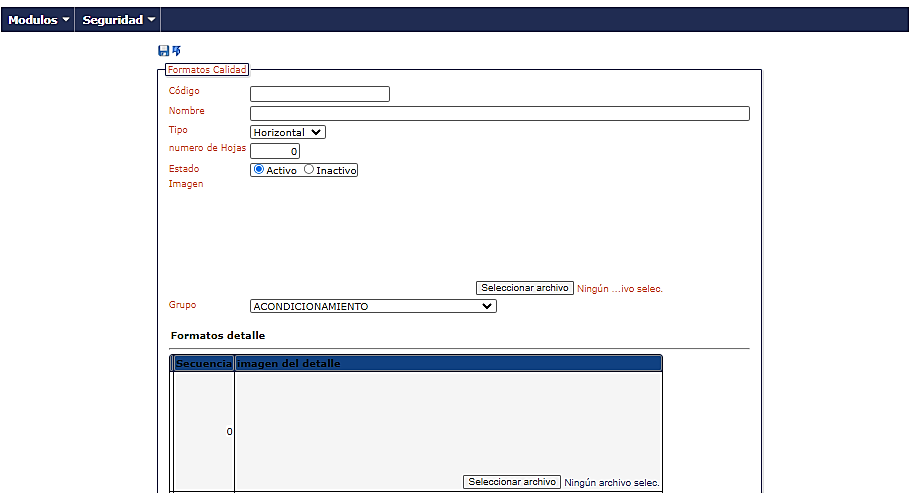 Modulos Seguridad
Formatos Calidad
Código
Nombre
Tipo Horizontal
numero de Hojas 0
Estado Activo Inactivo
Imagen
Seleccionar archivo Ningún ...ivo selec.
Grupo ACONDICIONAMIENTO
Formatos detalle
Secuencia imagen del detalle
0
Seleccionar archivo Ningún archivo selec.